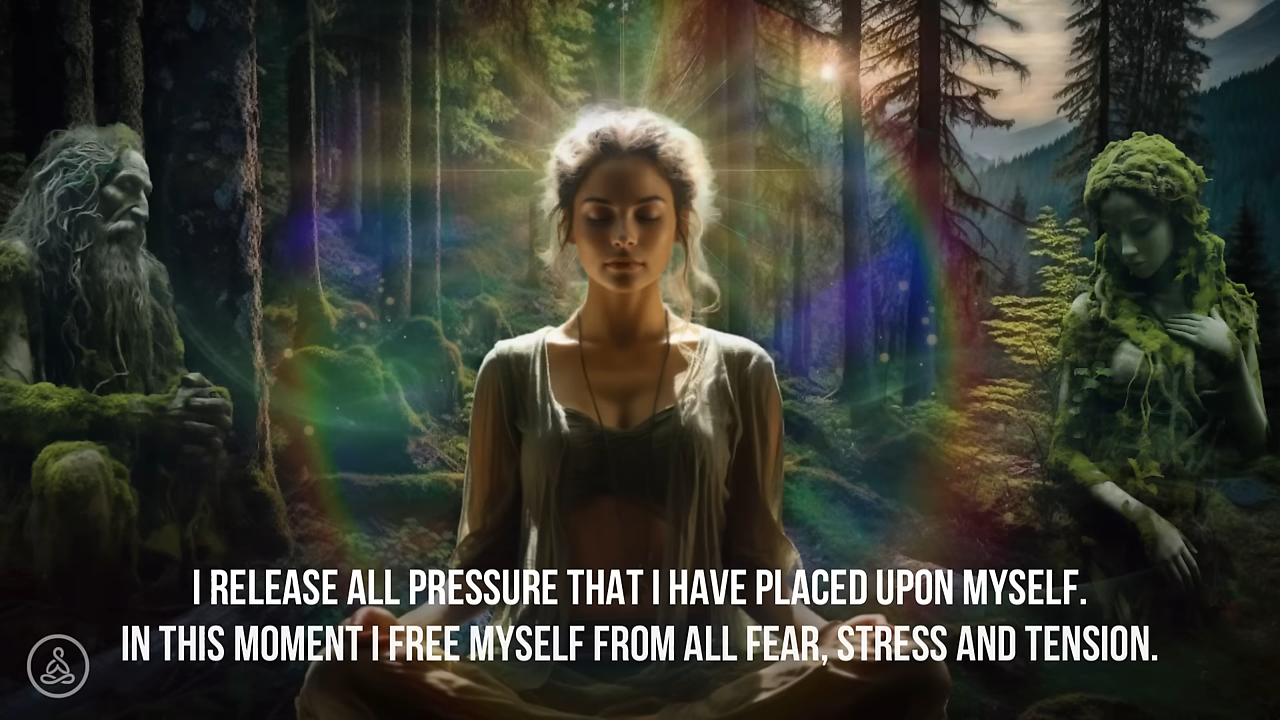 I RELEASE ALL PRESSURE THAT I HAVE PLACED UPON MYSELF.
IN THIS MOMENT I FREE MYSELF FROM ALL FEAR, STRESS AND TENSION.